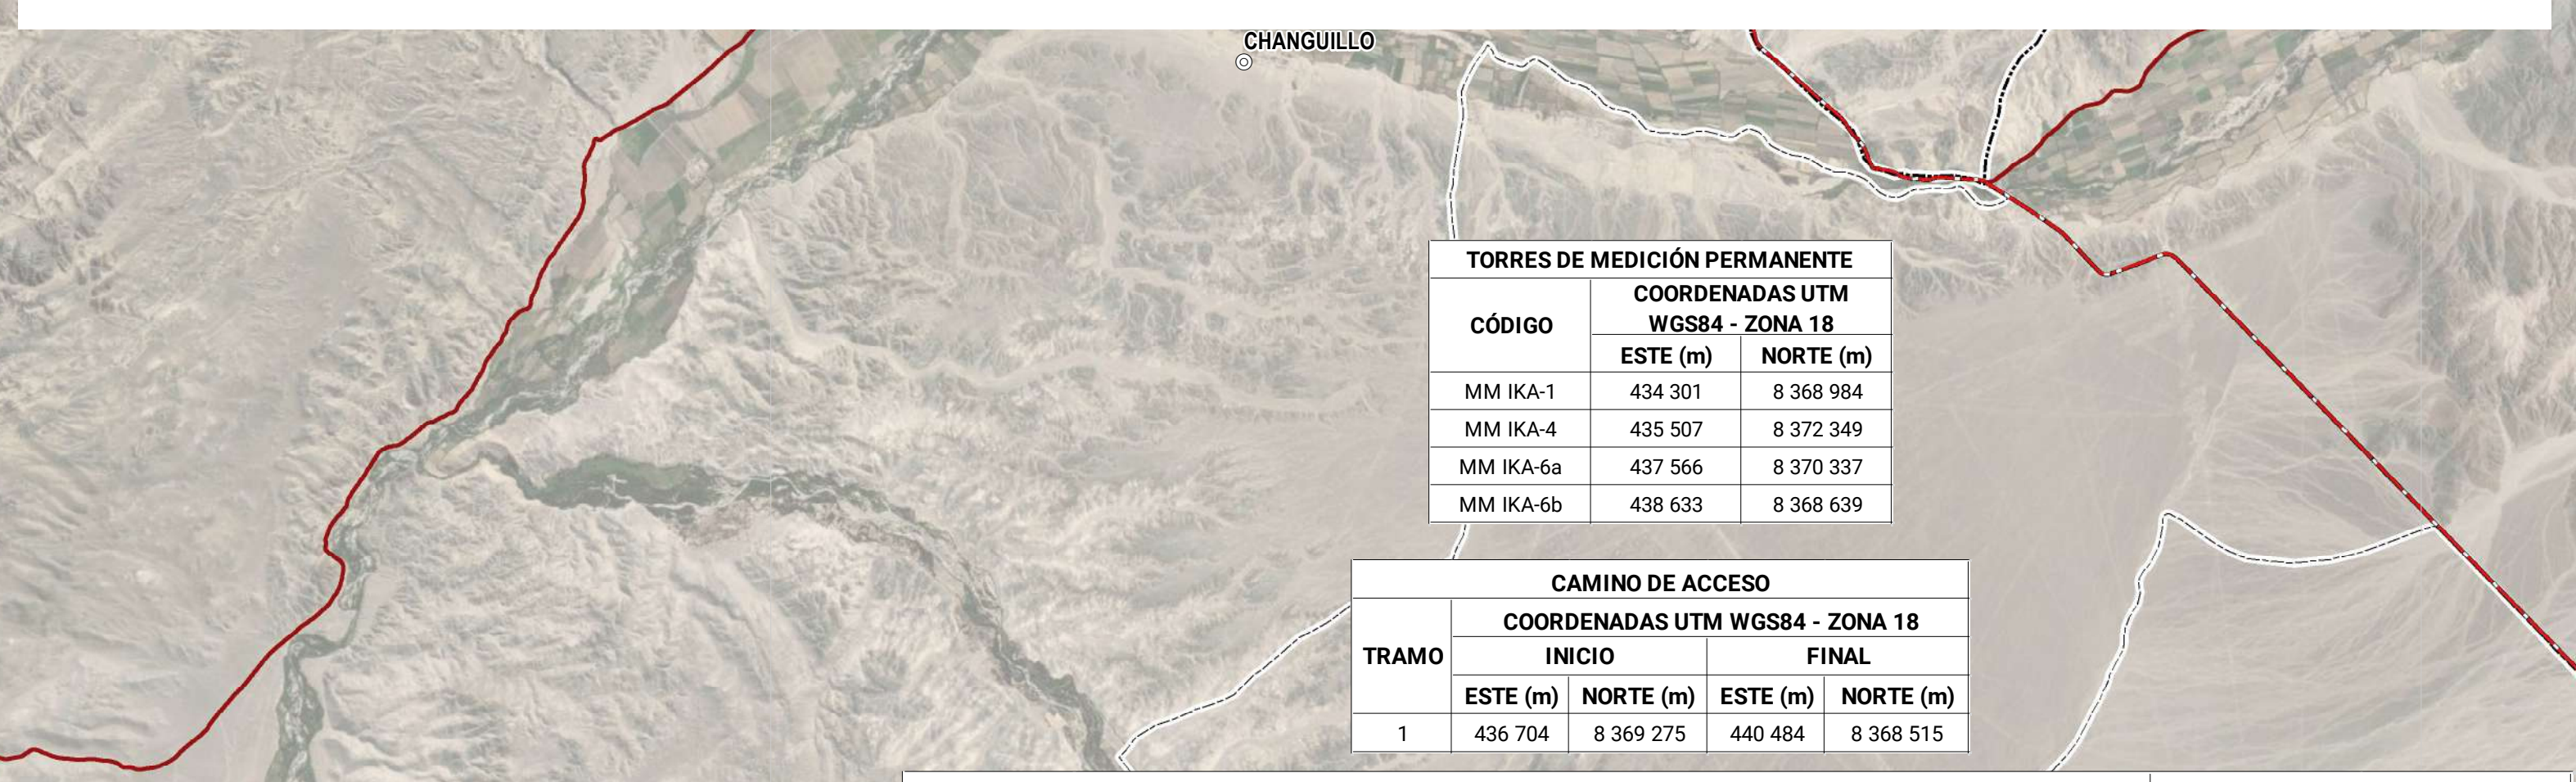 CHANGUILLO
TORRES DE MEDICIÓN PERMANENTE
CÓDIGO
COORDENADAS UTM
WGS84 - ZONA 18
ESTE (m) NORTE (m)
MM IKA-1 434 301 8 368 984
MM IKA-4 435 507 8 372 349
MM IKA-6a 437 566 8 370 337
MM IKA-6b 438 633 8 368 639
CAMINO DE ACCESO
TRAMO
COORDENADAS UTM WGS84 - ZONA 18
INICIO FINAL
ESTE (m) NORTE (m) ESTE (m) NORTE (m)
1 436 704 8 369 275 440 484 8 368 515